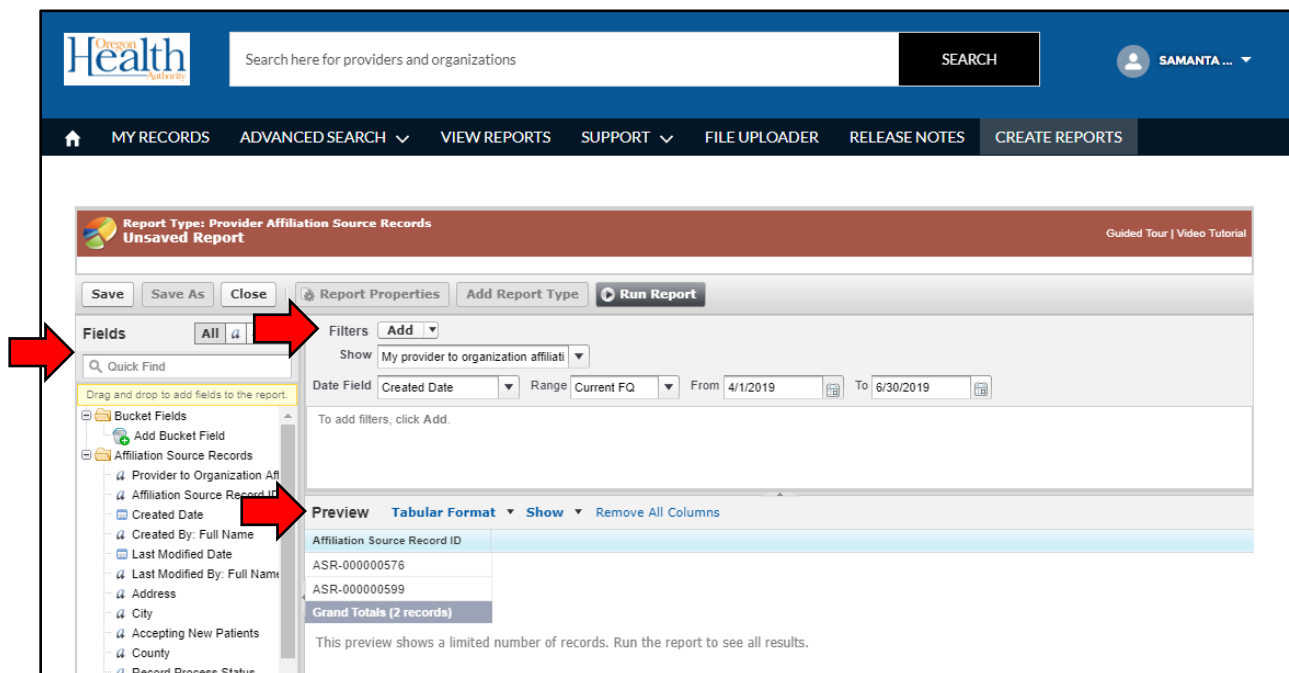 Oregon
Health
Authority
Search here for providers and organizations
SEARCH
SAMANTA ...
MY RECORDS ADVANCED SEARCH VIEW REPORTS SUPPORT FILE UPLOADER RELEASE NOTES CREATE REPORTS
Report Type: Provider Affiliation Source Records
Unsaved Report
Guided Tour | Video Tutorial
Save Save As Close Report Properties Add Report Type Run Report
Fields All a
Quick Find
Drag and drop to add fields to the report.
Bucket Fields
Add Bucket Field
Affiliation Source Records
a Provider to Organization Aff
a Affiliation Source Record ID
Created Date
a Created By: Full Name
Last Modified Date
a Last Modified By: Full Name
a Address
a City
a Accepting New Patients
a County
a Record Process Status
Filters Add
Show My provider to organization affiliati
Date Field Created Date Range Current FQ From 4/1/2019 To 6/30/2019
To add filters, click Add.
Preview Tabular Format Show Remove All Columns
Affiliation Source Record ID
ASR-000000576
ASR-000000599
Grand Totals (2 records)
This preview shows a limited number of records. Run the report to see all results.